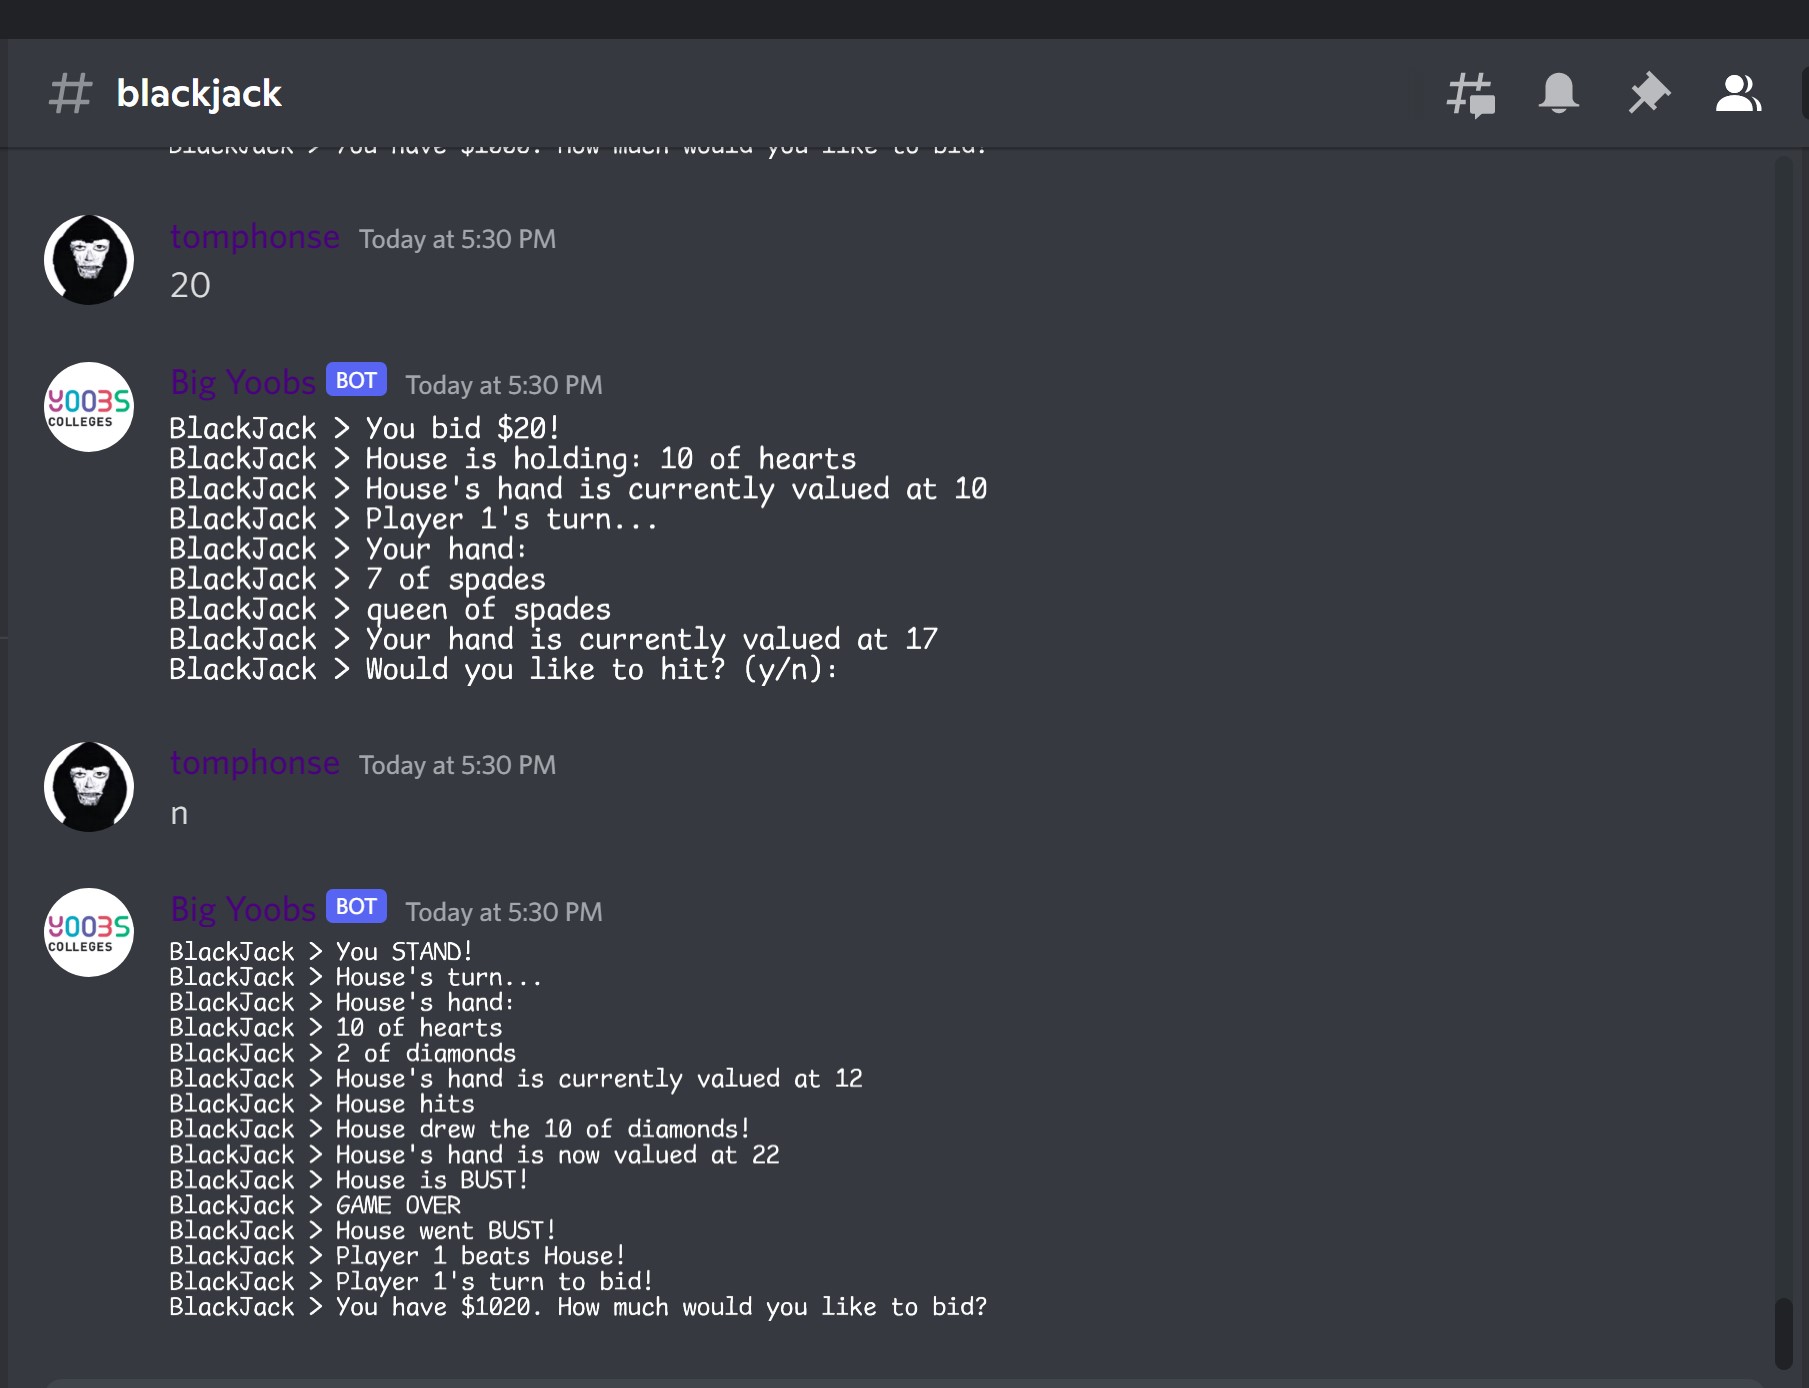 # blackjack
BlackJack > You have $1000. How much would you like to bid?
tomphonse Today at 5:30 PM
20
YOOBS
COLLEGES
Big Yoobs BOT Today at 5:30 PM
BlackJack > You bid $20!
BlackJack > House is holding: 10 of hearts
BlackJack > House's hand is currently valued at 10
BlackJack > Player 1's turn...
BlackJack > Your hand:
BlackJack > 7 of spades
BlackJack > queen of spades
BlackJack > Your hand is currently valued at 17
BlackJack > Would you like to hit? (y/n):
tomphonse Today at 5:30 PM
n
YOOBS
COLLEGES
Big Yoobs BOT Today at 5:30 PM
BlackJack > You STAND!
BlackJack > House's turn...
BlackJack > House's hand:
BlackJack > 10 of hearts
BlackJack > 2 of diamonds
BlackJack > House's hand is currently valued at 12
BlackJack > House hits
BlackJack > House drew the 10 of diamonds!
BlackJack > House's hand is now valued at 22
BlackJack > House is BUST!
BlackJack > GAME OVER
BlackJack > House went BUST!
BlackJack > Player 1 beats House!
BlackJack > Player 1's turn to bid!
BlackJack > You have $1020. How much would you like to bid?